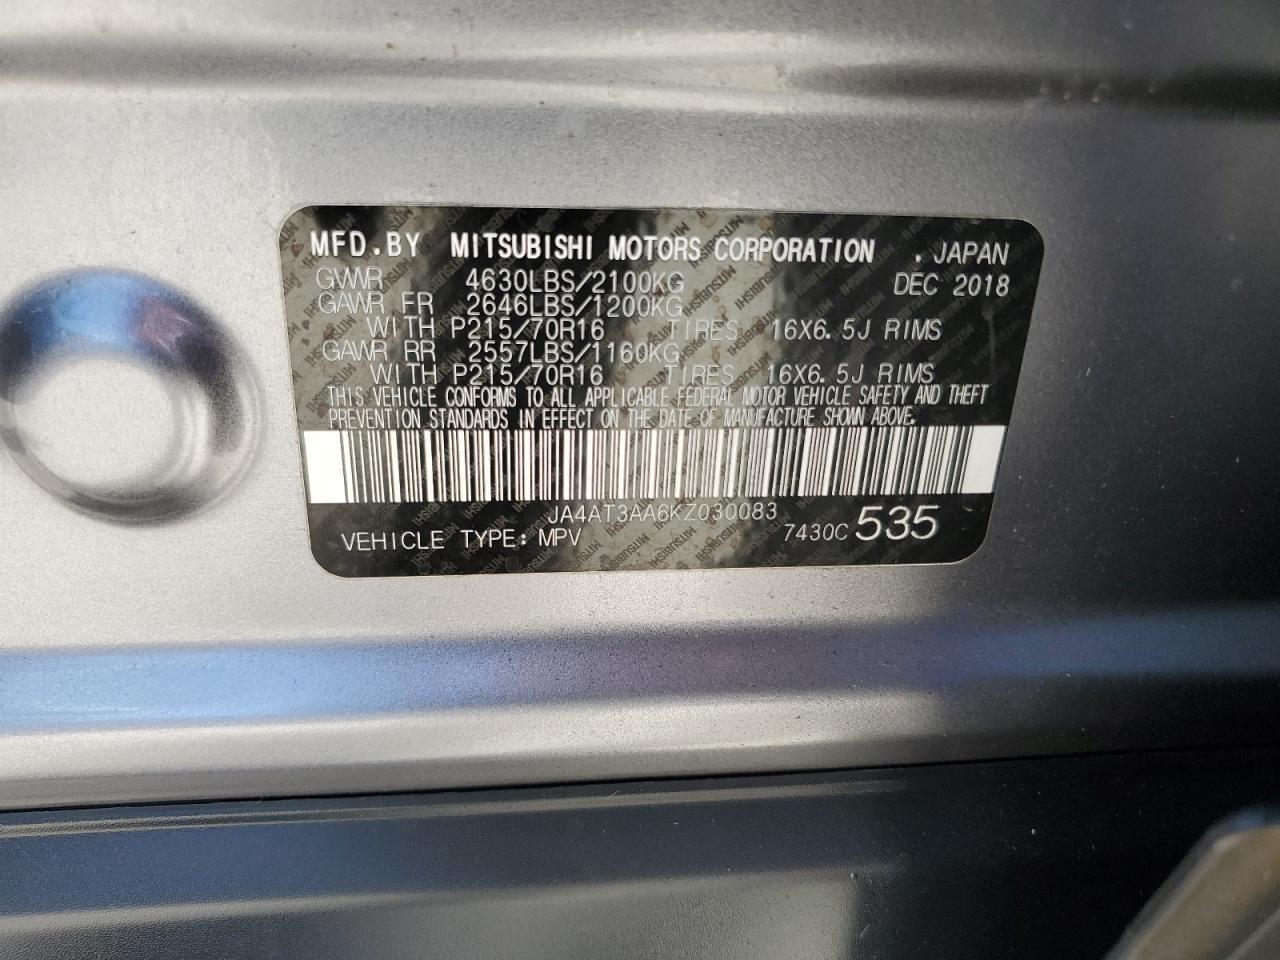 MFD.BY MITSUBISHI MOTORS CORPORATION , JAPAN
GVWR 4630LBS/2100KG DEC 2018
GAWR FR 2646LBS/1200KG
WITH P215/70R16 TIRES 16X6.5J RIMS
GAWR RR 2557LBS/1160KG
WITH P215/70R16 TIRES 16X6.5J RIMS
THIS VEHICLE CONFORMS TO ALL APPLICABLE FEDERAL MOTOR VEHICLE SAFETY AND THEFT
PREVENTION STANDARDS IN EFFECT ON THE DATE OF MANUFACTURE SHOWN ABOVE.
JA4AT3AA6KZ030083
VEHICLE TYPE: MPV 7430C 535